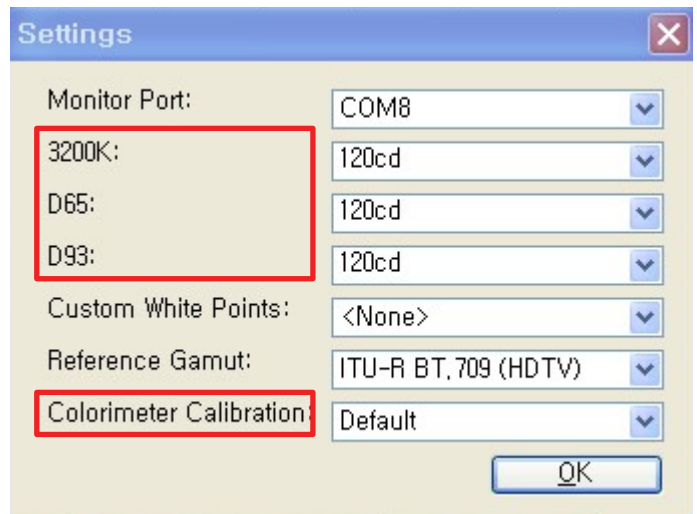 Settings
Monitor Port: COM8
3200K: 120cd
D65: 120cd
D93: 120cd
Custom White Points: <None>
Reference Gamut: ITU-R BT.709 (HDTV)
Colorimeter Calibration: Default
OK